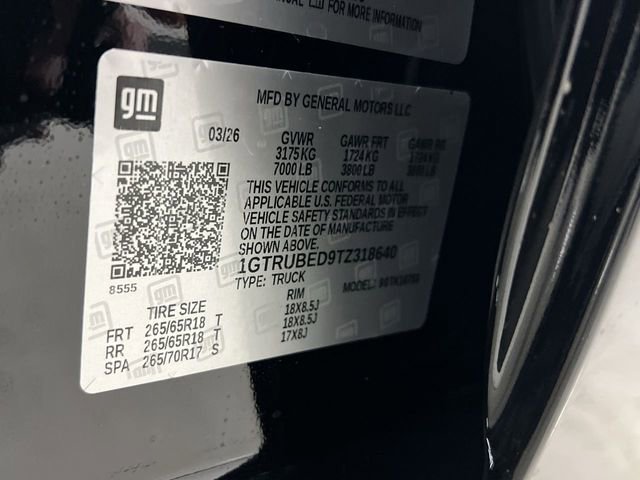 FOR MORE INFORMATION
gm
MFD BY GENERAL MOTORS LLC
03/26 GVWR GAWR FRT GAWR RR
3175 KG 1724 KG
7000 LB 3800 LB
THIS VEHICLE CONFORMS TO ALL
APPLICABLE U.S. FEDERAL MOTOR
VEHICLE SAFETY STANDARDS IN EFFECT
ON THE DATE OF MANUFACTURE
SHOWN ABOVE.
1GTRUBED9TZ318640
8555
TYPE: TRUCK MODEL:
TIRE SIZE RIM
FRT 265/65R18 T 18X8.5J
RR 265/65R18 T 18X8.5J
SPA 265/70R17 S 17X8J